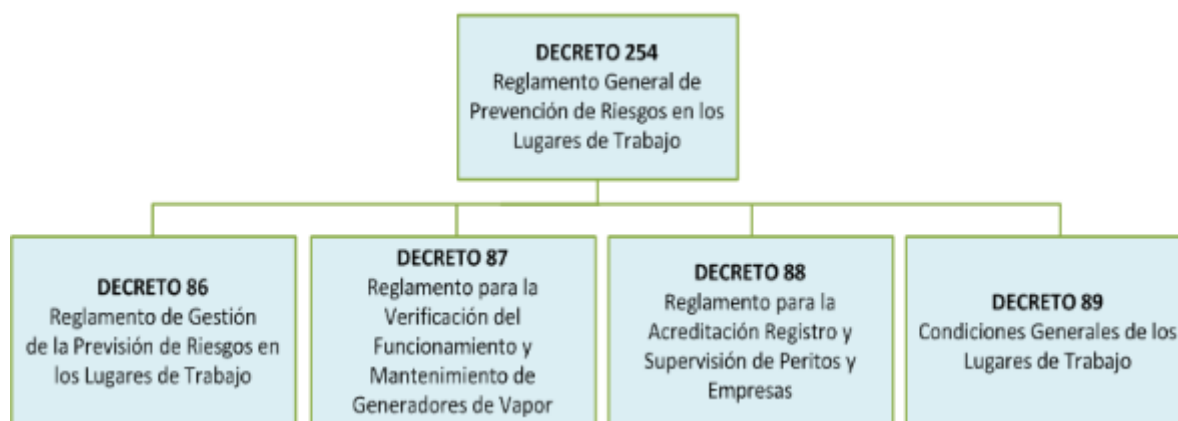 DECRETO 254
Reglamento General de
Prevención de Riesgos en los
Lugares de Trabajo
DECRETO 86
Reglamento de Gestión
de la Previsión de Riesgos en
los Lugares de Trabajo
DECRETO 87
Reglamento para la
Verificación del
Funcionamiento y
Mantenimiento de
Generadores de Vapor
DECRETO 88
Reglamento para la
Acreditación Registro y
Supervisión de Peritos y
Empresas
DECRETO 89
Condiciones Generales de los
Lugares de Trabajo